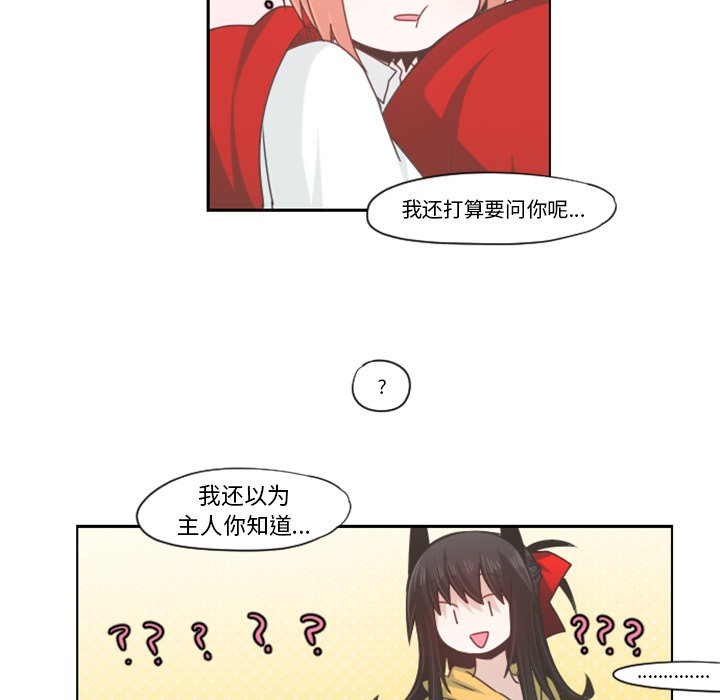 我还打算要问你呢...
?
我还以为
主人你知道...
? ? ? ? ? ???
...............